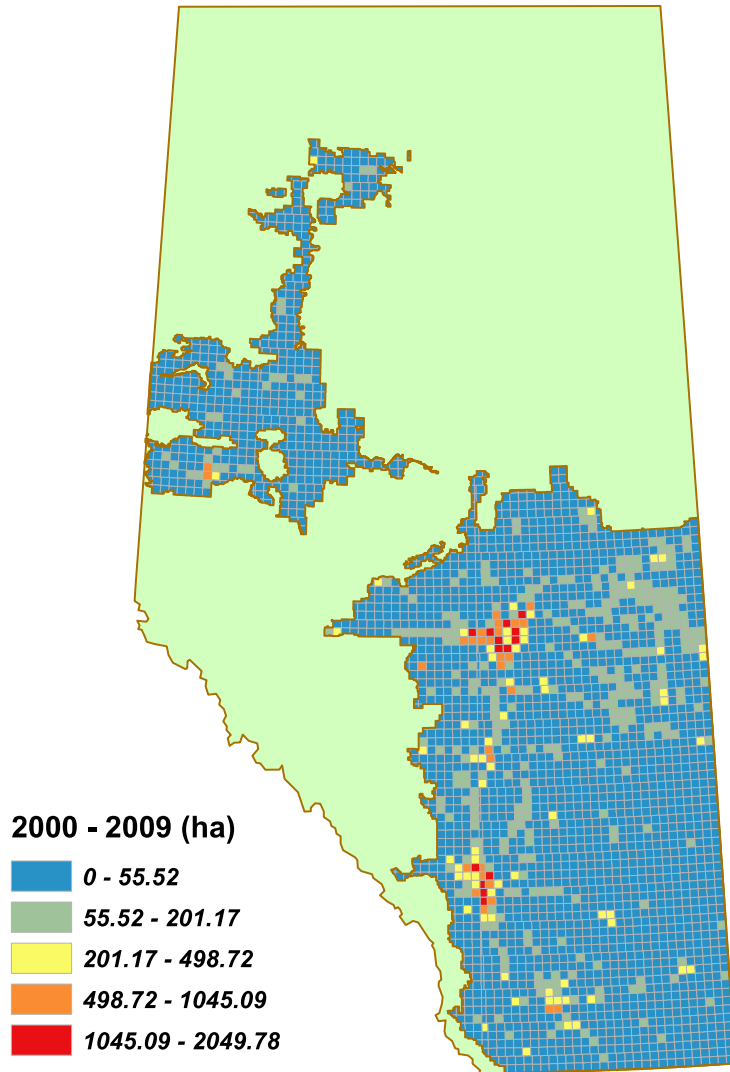 2000 - 2009 (ha)
0 - 55.52
55.52 - 201.17
201.17 - 498.72
498.72 - 1045.09
1045.09 - 2049.78